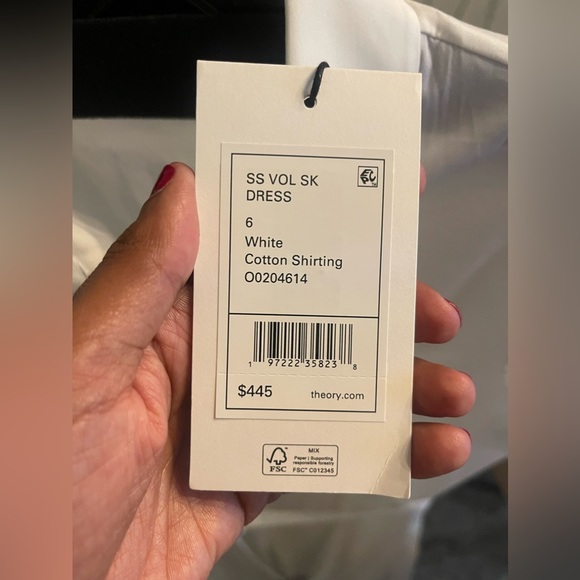 SS VOL SK
DRESS
6
White
Cotton Shirting
O0204614
1 97222 35823 8
$445 theory.com
FSC
MIX
Paper | Supporting
responsible forestry
FSC™ C012345